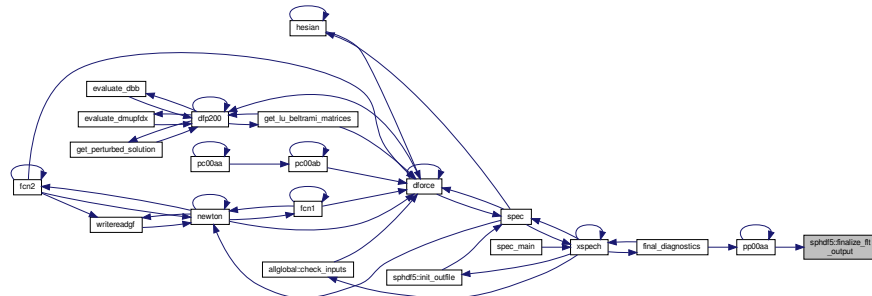 hesian
evaluate_dbb
evaluate_dmupfdx
dfp200
get_lu_beltrami_matrices
get_perturbed_solution
pc00aa
pc00ab
fcn2
dforce
fcn1
newton
spec
writereadgf
spec_main
xspech
final_diagnostics
pp00aa
sphdf5::finalize_flt
_output
allglobal::check_inputs
sphdf5::init_outfile